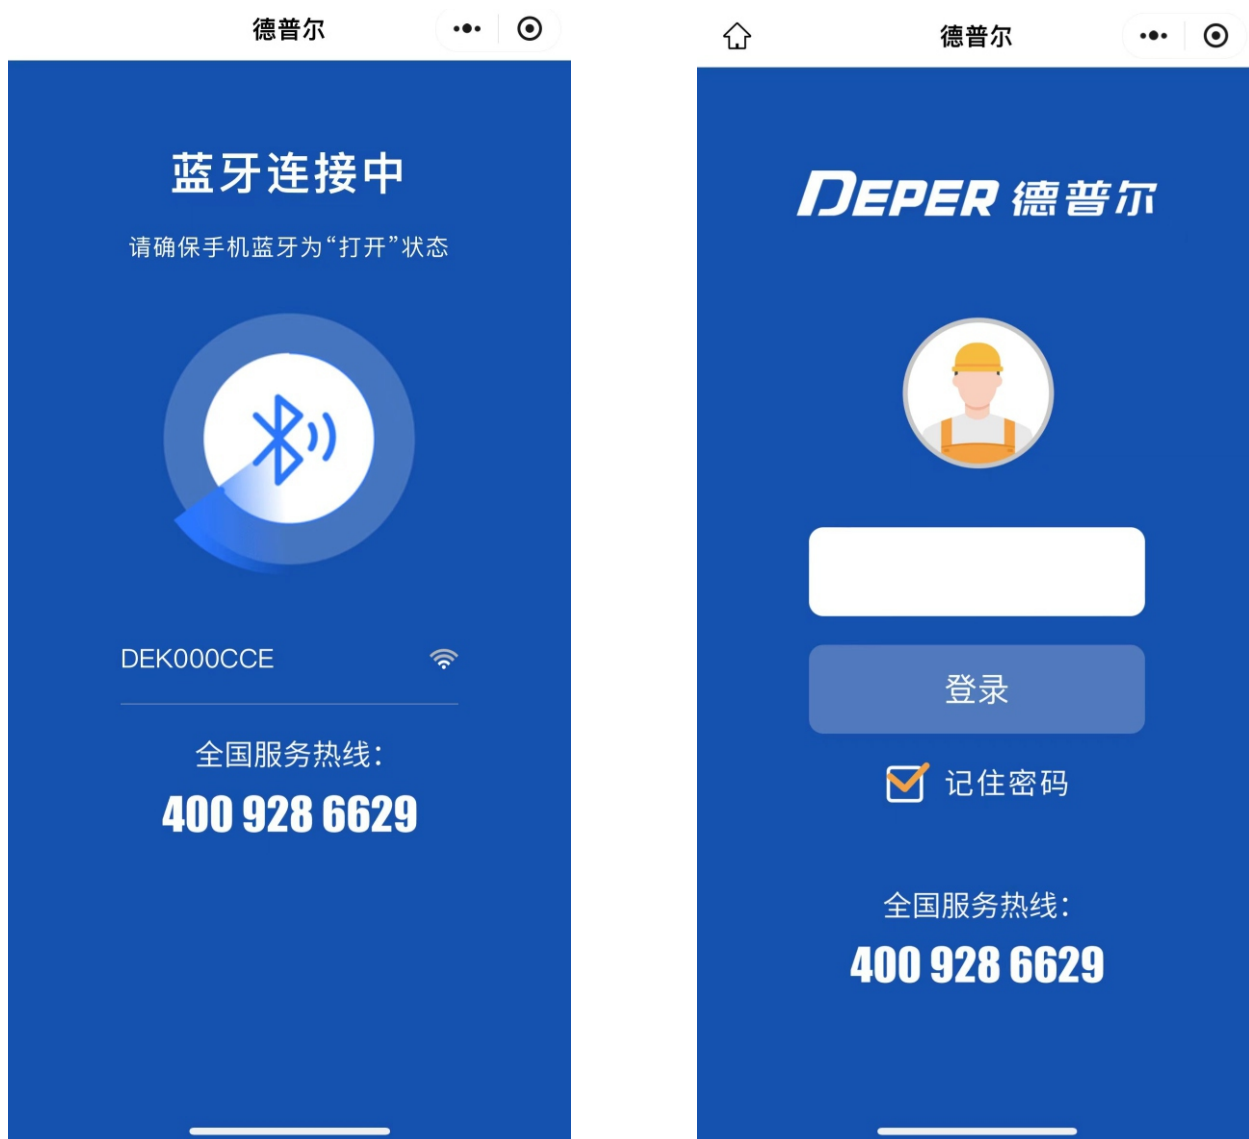 德普尔
蓝牙连接中
请确保手机蓝牙为“打开”状态
DEK000CCE
全国服务热线：
400 928 6629
德普尔
DEPER 德普尔
登录
记住密码
全国服务热线：
400 928 6629